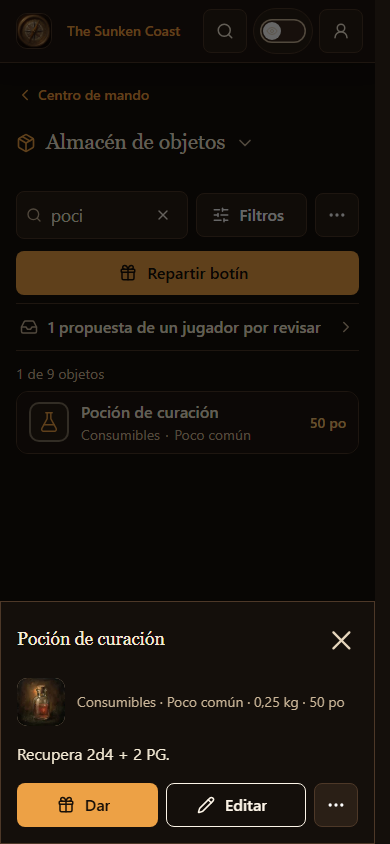 The Sunken Coast
Centro de mando
Almacén de objetos
poci
Filtros
Repartir botín
1 propuesta de un jugador por revisar
1 de 9 objetos
Poción de curación
Consumibles · Poco común
50 po
Poción de curación
Consumibles · Poco común · 0,25 kg · 50 po
Recupera 2d4 + 2 PG.
Dar
Editar